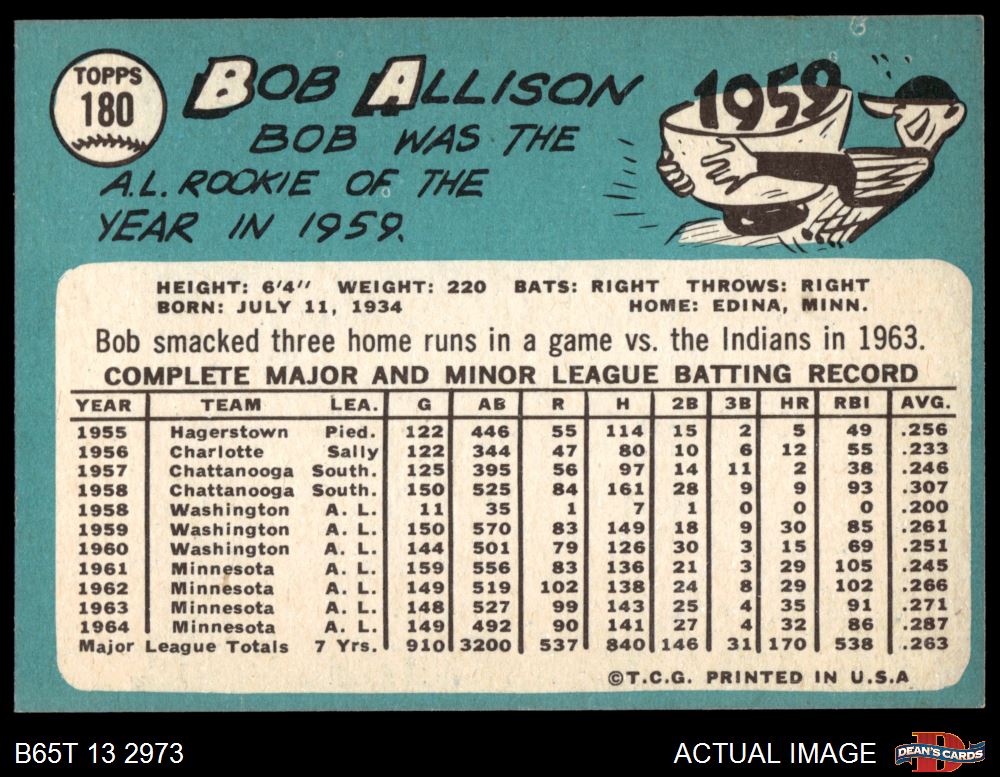 TOPPS
180
BOB ALLISON
BOB WAS THE
A.L. ROOKIE OF THE
YEAR IN 1959.
1959
HEIGHT: 6'4" WEIGHT: 220 BATS: RIGHT THROWS: RIGHT
BORN: JULY 11, 1934 HOME: EDINA, MINN.
Bob smacked three home runs in a game vs. the Indians in 1963.
COMPLETE MAJOR AND MINOR LEAGUE BATTING RECORD
YEAR TEAM LEA. G AB R H 2B 3B HR RBI AVG.
1955 Hagerstown Pied. 122 446 55 114 15 2 5 49 .256
1956 Charlotte Sally 122 344 47 80 10 6 12 55 .233
1957 Chattanooga South. 125 395 56 97 14 11 2 38 .246
1958 Chattanooga South. 150 525 84 161 28 9 9 93 .307
1958 Washington A. L. 11 35 1 7 1 0 0 0 .200
1959 Washington A. L. 150 570 83 149 18 9 30 85 .261
1960 Washington A. L. 144 501 79 126 30 3 15 69 .251
1961 Minnesota A. L. 159 556 83 136 21 3 29 105 .245
1962 Minnesota A. L. 149 519 102 138 24 8 29 102 .266
1963 Minnesota A. L. 148 527 99 143 25 4 35 91 .271
1964 Minnesota A. L. 149 492 90 141 27 4 32 86 .287
Major League Totals 7 Yrs. 910 3200 537 840 146 31 170 538 .263
©T.C.G. PRINTED IN U.S.A
B65T 13 2973 ACTUAL IMAGE
DEAN'S CARDS